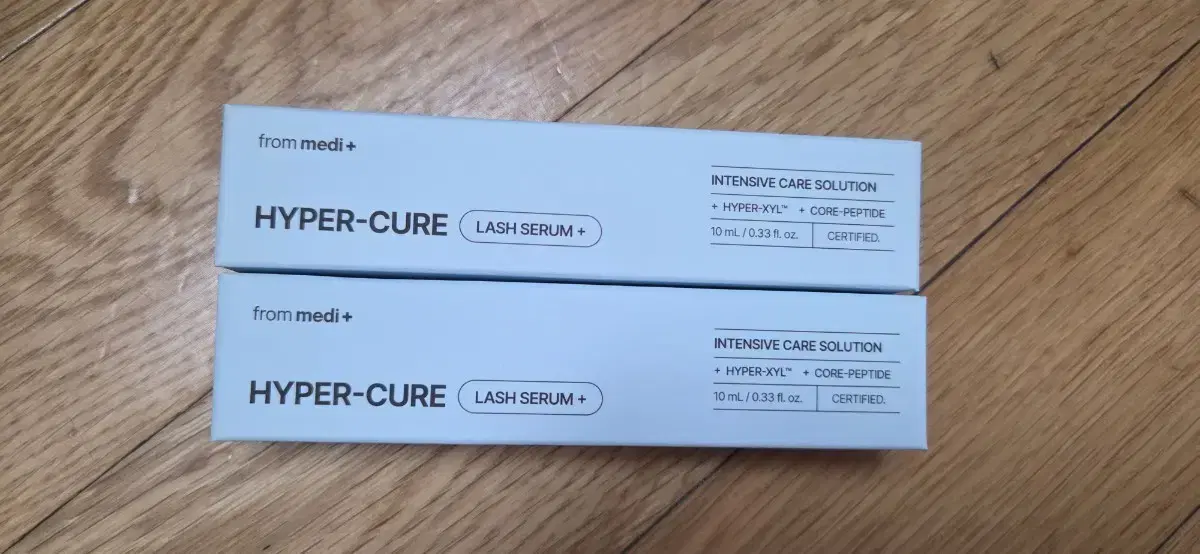 from medi+
HYPER-CURE LASH SERUM +
INTENSIVE CARE SOLUTION
+ HYPER-XYL™ + CORE-PEPTIDE
10 mL / 0.33 fl. oz. CERTIFIED.
from medi+
HYPER-CURE LASH SERUM +
INTENSIVE CARE SOLUTION
+ HYPER-XYL™ + CORE-PEPTIDE
10 mL / 0.33 fl. oz. CERTIFIED.